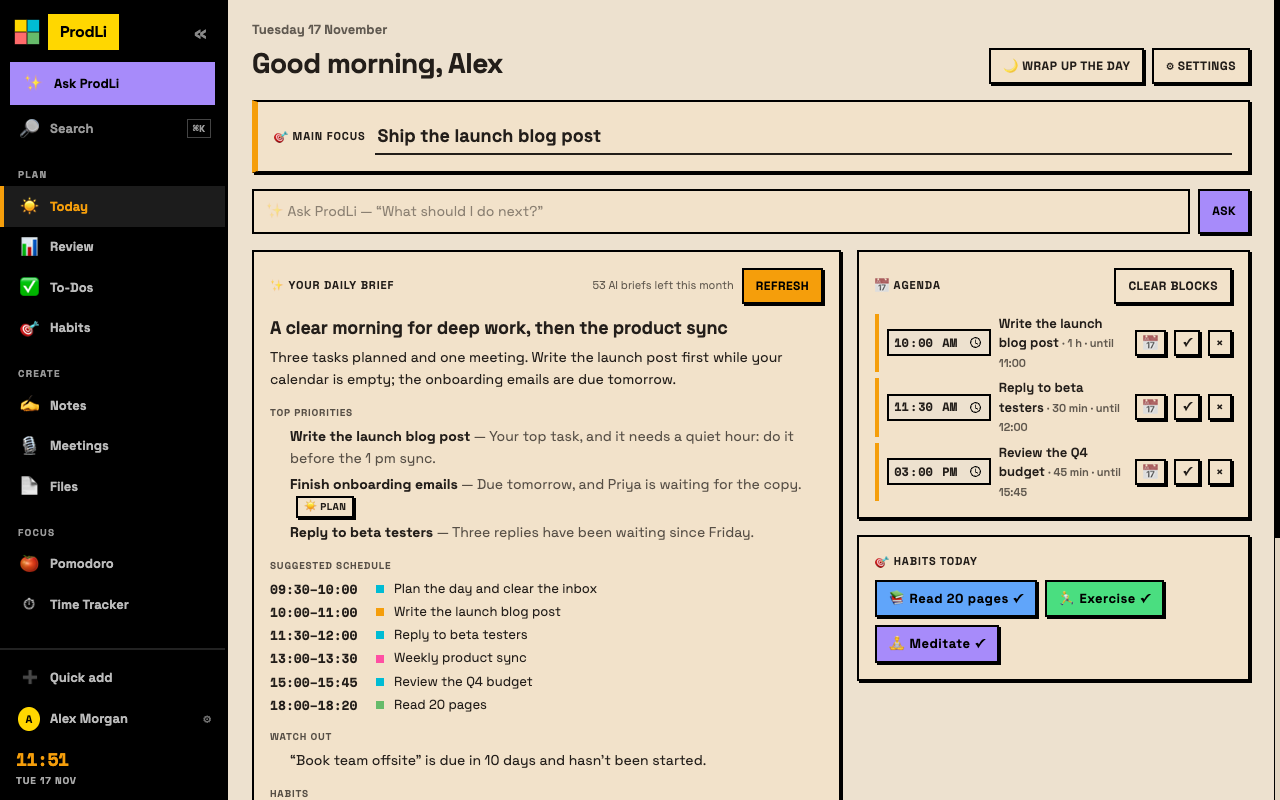 ProdLi
«
Ask ProdLi
Search ⌘K
PLAN
Today
Review
To-Dos
Habits
CREATE
Notes
Meetings
Files
FOCUS
Pomodoro
Time Tracker
Quick add
A Alex Morgan
11:51
TUE 17 NOV
Tuesday 17 November
Good morning, Alex
WRAP UP THE DAY
SETTINGS
MAIN FOCUS Ship the launch blog post
Ask ProdLi — “What should I do next?”
ASK
YOUR DAILY BRIEF
53 AI briefs left this month
REFRESH
A clear morning for deep work, then the product sync
Three tasks planned and one meeting. Write the launch post first while your
calendar is empty; the onboarding emails are due tomorrow.
TOP PRIORITIES
Write the launch blog post — Your top task, and it needs a quiet hour: do it
before the 1 pm sync.
Finish onboarding emails — Due tomorrow, and Priya is waiting for the copy.
PLAN
Reply to beta testers — Three replies have been waiting since Friday.
SUGGESTED SCHEDULE
09:30–10:00 Plan the day and clear the inbox
10:00–11:00 Write the launch blog post
11:30–12:00 Reply to beta testers
13:00–13:30 Weekly product sync
15:00–15:45 Review the Q4 budget
18:00–18:20 Read 20 pages
WATCH OUT
“Book team offsite” is due in 10 days and hasn’t been started.
HABITS
AGENDA
CLEAR BLOCKS
10:00 AM
Write the launch
blog post · 1 h · until
11:00
✓ ×
11:30 AM
Reply to beta
testers · 30 min · until
12:00
✓ ×
03:00 PM
Review the Q4
budget · 45 min · until
15:45
✓ ×
HABITS TODAY
Read 20 pages ✓
Exercise ✓
Meditate ✓